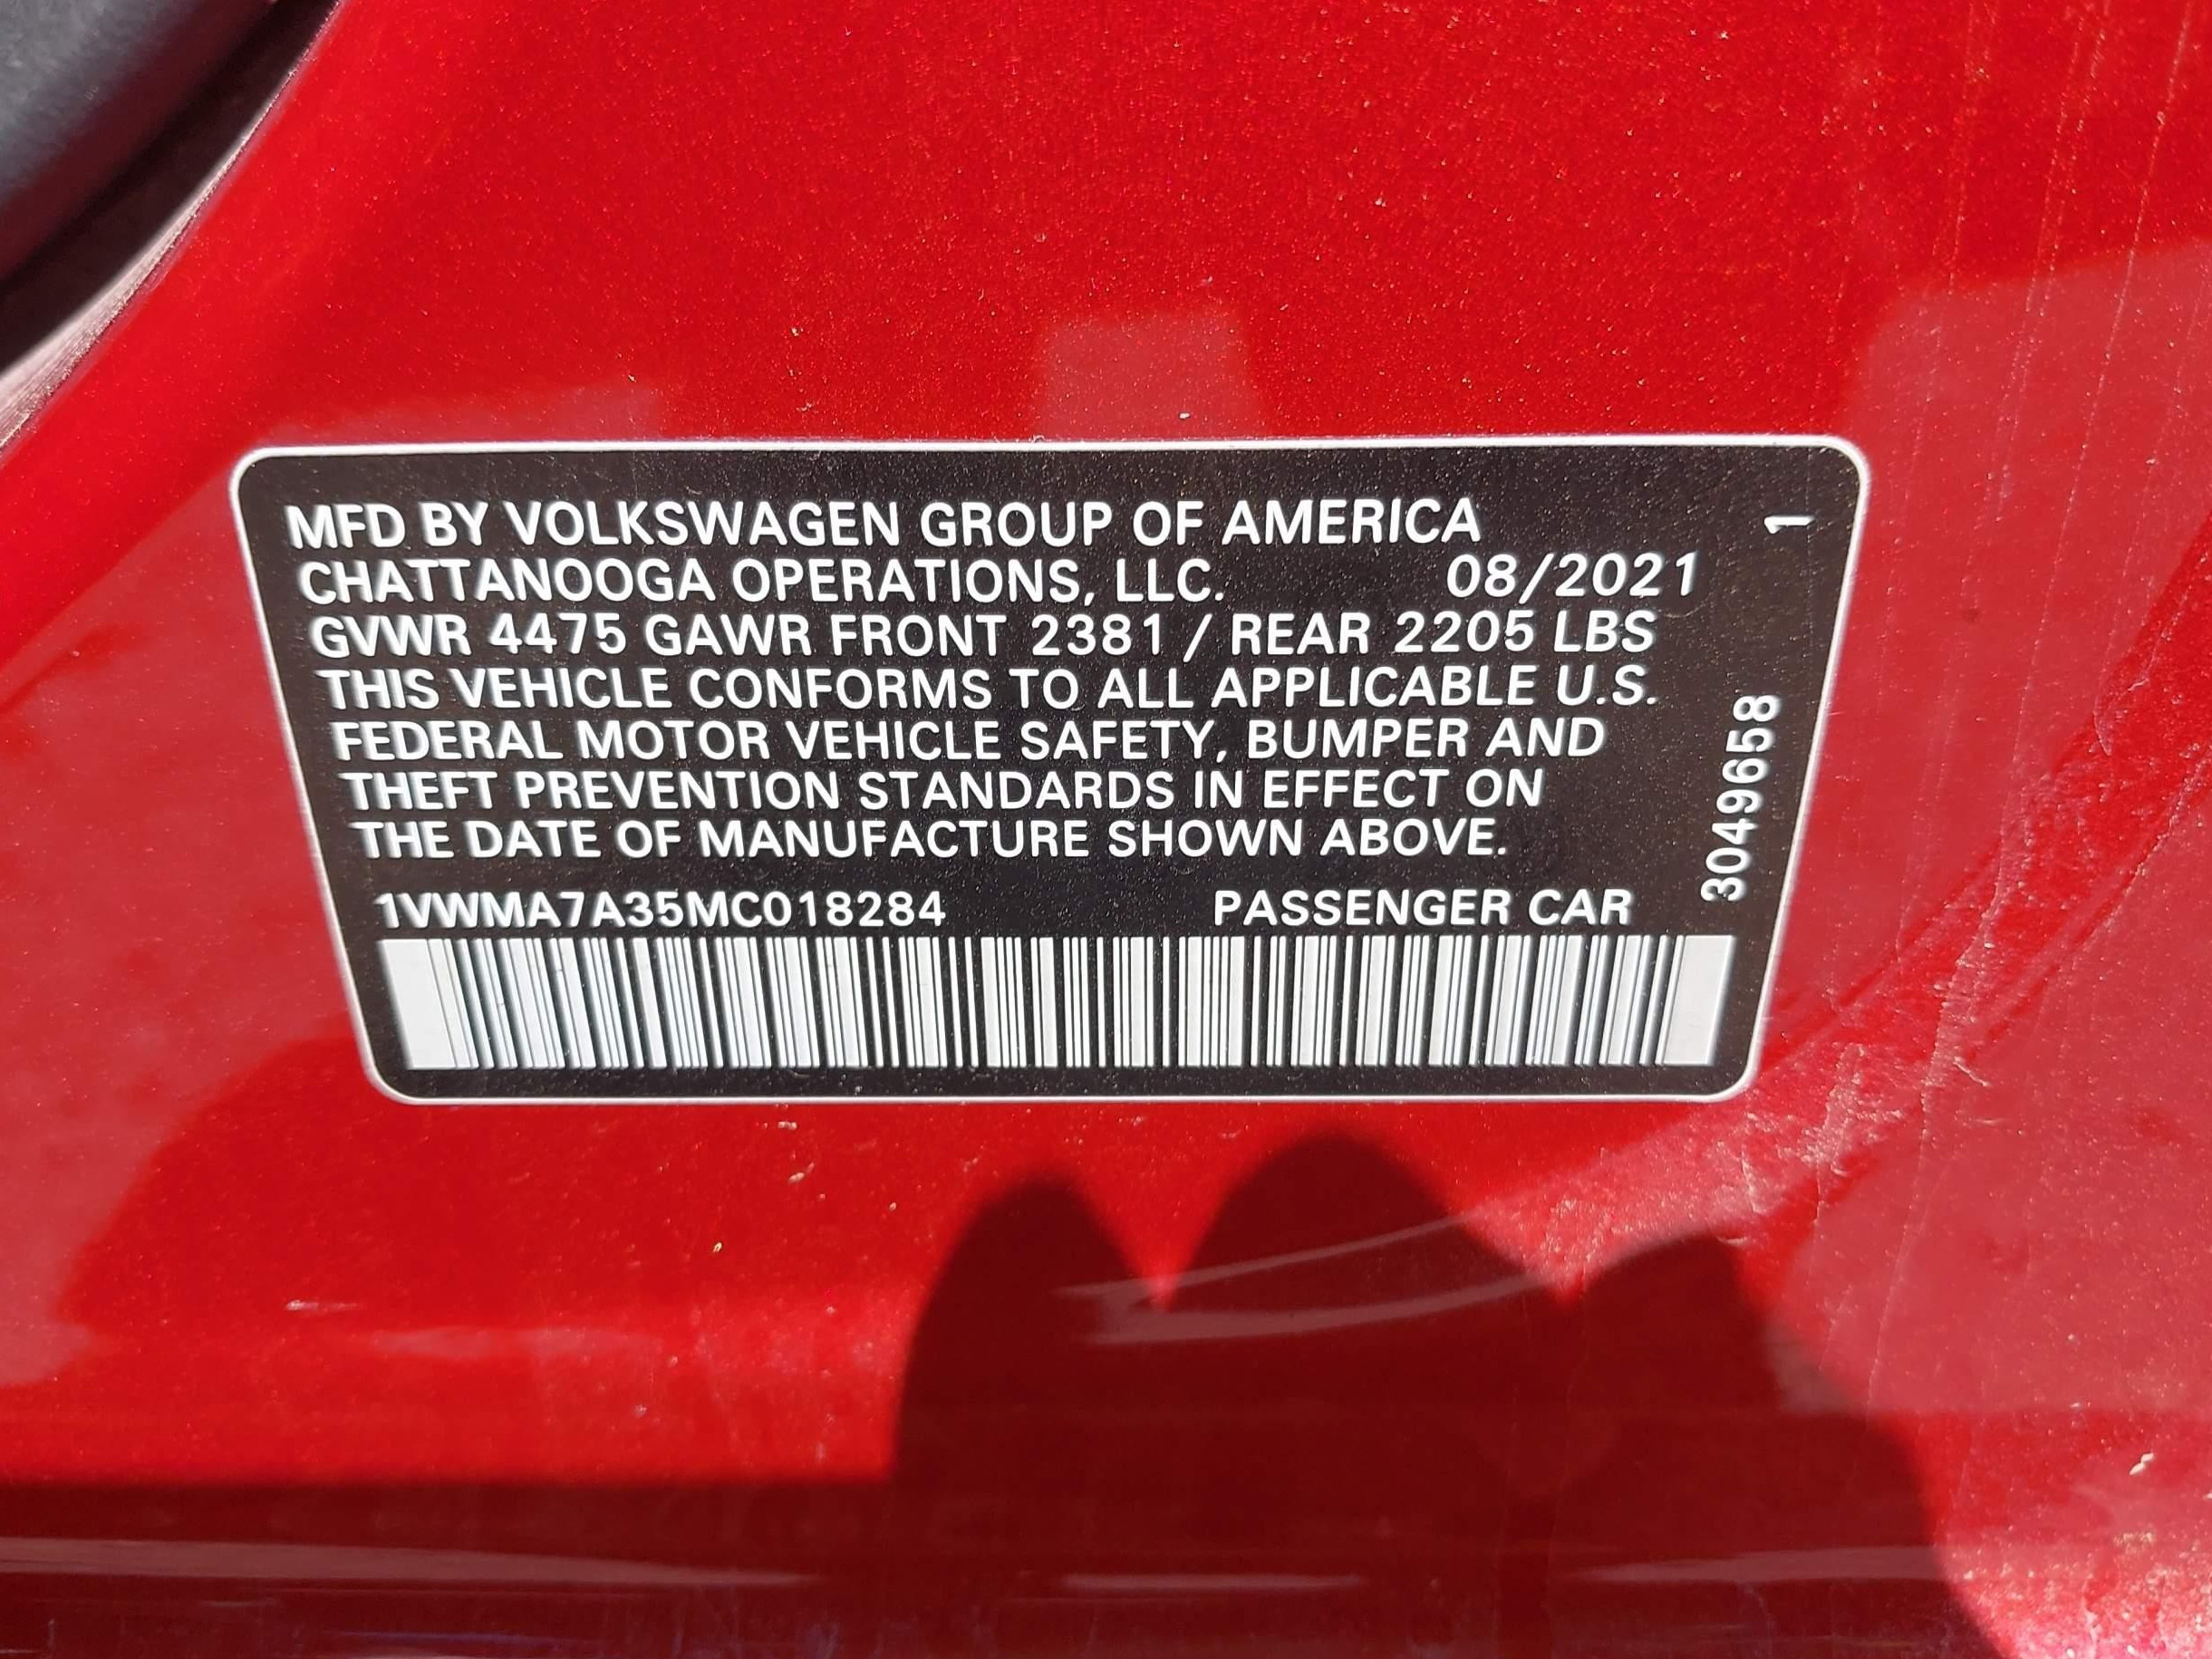 MFD BY VOLKSWAGEN GROUP OF AMERICA
CHATTANOOGA OPERATIONS, LLC. 08/2021
GVWR 4475 GAWR FRONT 2381 / REAR 2205 LBS
THIS VEHICLE CONFORMS TO ALL APPLICABLE U.S.
FEDERAL MOTOR VEHICLE SAFETY, BUMPER AND
THEFT PREVENTION STANDARDS IN EFFECT ON
THE DATE OF MANUFACTURE SHOWN ABOVE.
1VWMA7A35MC018284 PASSENGER CAR
3049658 1